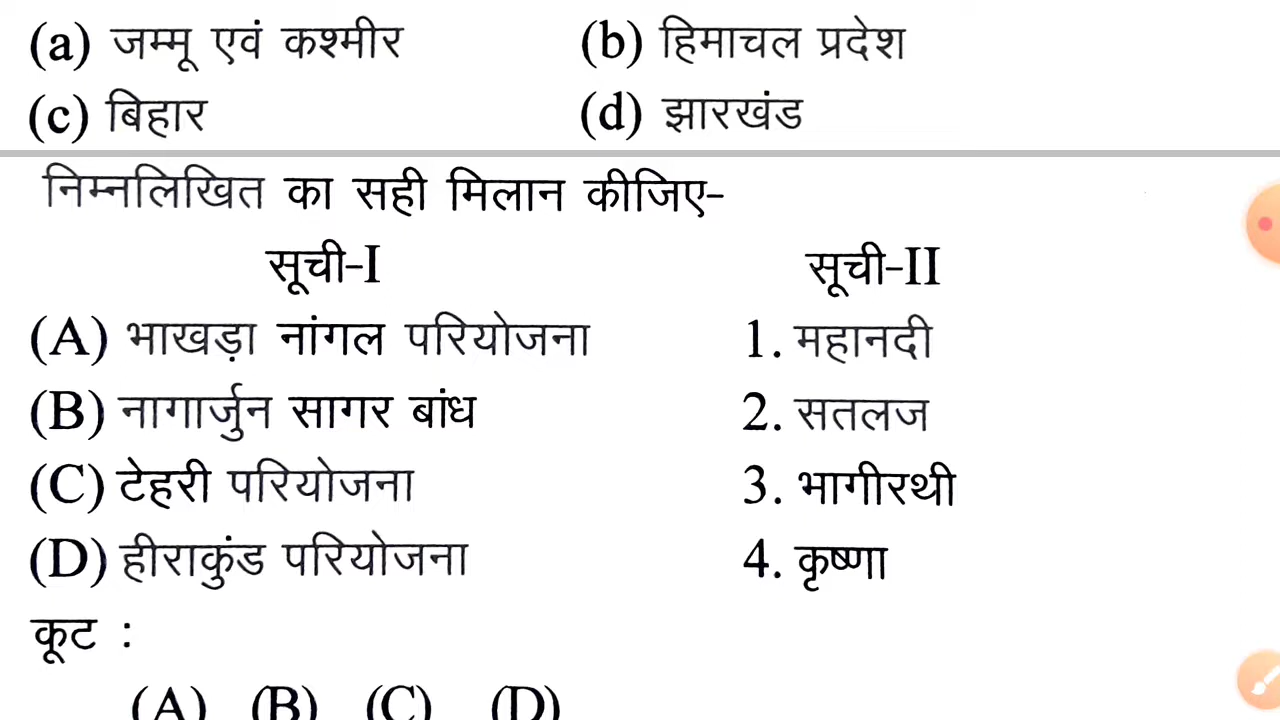 (a) जम्मू एवं कश्मीर (b) हिमाचल प्रदेश
(c) बिहार (d) झारखंड
निम्नलिखित का सही मिलान कीजिए-
सूची-I सूची-II
(A) भाखड़ा नांगल परियोजना 1. महानदी
(B) नागार्जुन सागर बांध 2. सतलज
(C) टेहरी परियोजना 3. भागीरथी
(D) हीराकुंड परियोजना 4. कृष्णा
कूट :
(A) (B) (C) (D)